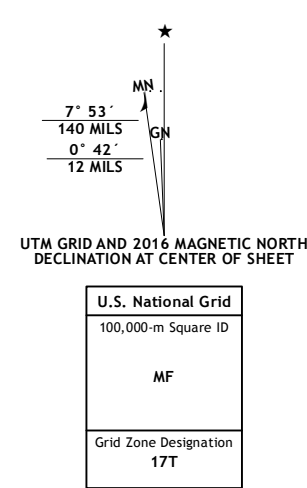 ★
MN
7° 53´
140 MILS
GN
0° 42´
12 MILS
UTM GRID AND 2016 MAGNETIC NORTH
DECLINATION AT CENTER OF SHEET
U.S. National Grid
100,000-m Square ID
MF
Grid Zone Designation
17T